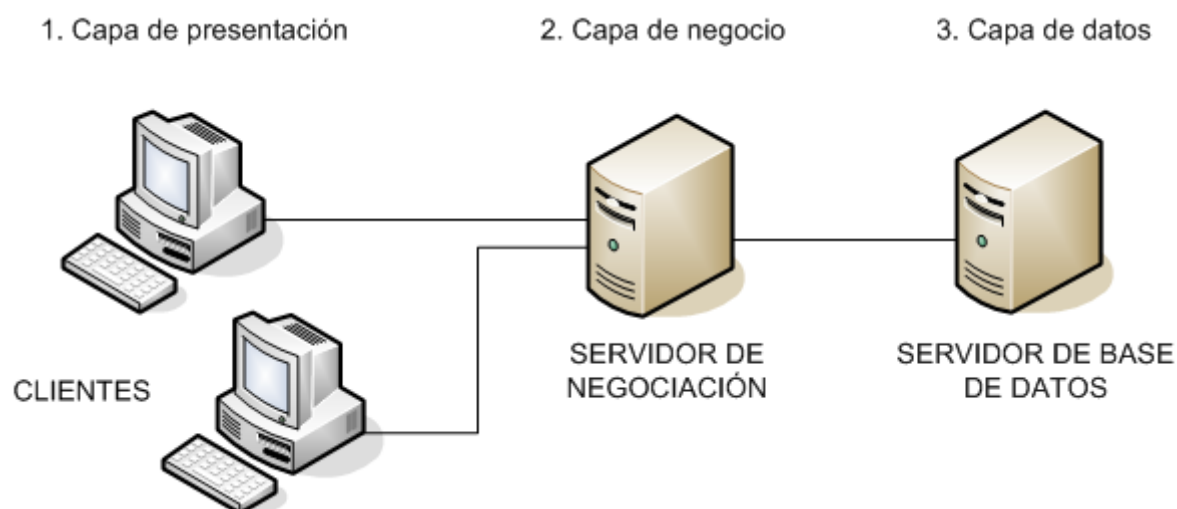 1. Capa de presentación
2. Capa de negocio
3. Capa de datos
SERVIDOR DE
NEGOCIACIÓN
SERVIDOR DE BASE
DE DATOS
CLIENTES